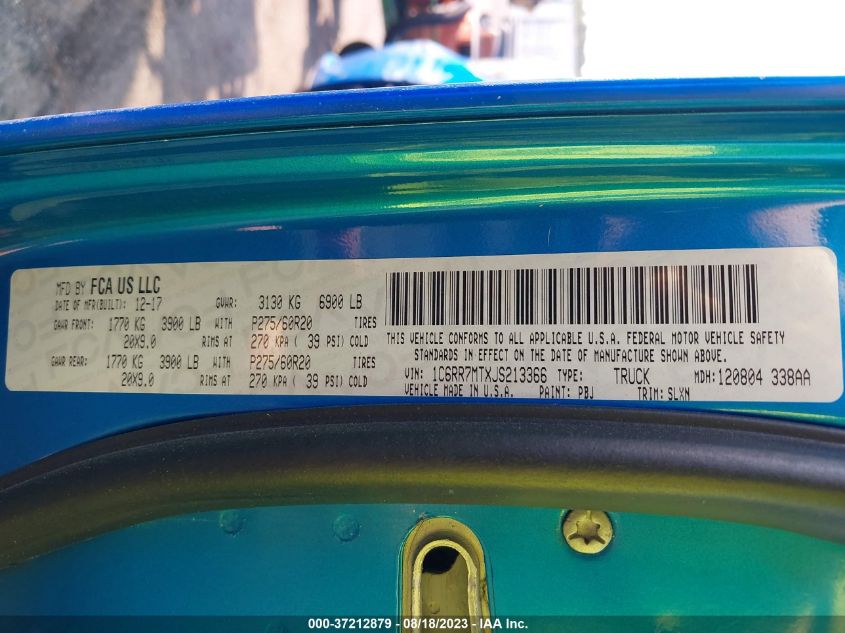 MFD BY FCA US LLC
DATE OF MFR(BUILT): 12-17 GVWR: 3130 KG 6900 LB
GAWR FRONT: 1770 KG 3900 LB WITH P275/60R20 TIRES
20X9.0 RIMS AT 270 KPA ( 39 PSI) COLD
GAWR REAR: 1770 KG 3900 LB WITH P275/60R20 TIRES
20X9.0 RIMS AT 270 KPA ( 39 PSI) COLD
THIS VEHICLE CONFORMS TO ALL APPLICABLE U.S.A. FEDERAL MOTOR VEHICLE SAFETY
STANDARDS IN EFFECT ON THE DATE OF MANUFACTURE SHOWN ABOVE.
VIN: 1C6RR7MTXJS213366 TYPE: TRUCK MDH: 120804 338AA
VEHICLE MADE IN U.S.A. PAINT: PBJ TRIM: SLXN
000-37212879 - 08/18/2023 - IAA Inc.